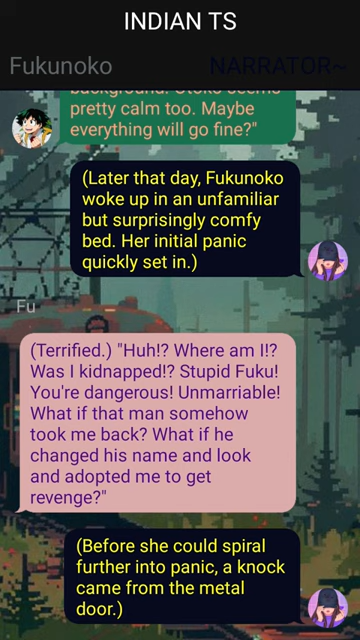 INDIAN TS
Fukunoko NARRATOR~
background. Otoko seems
pretty calm too. Maybe
everything will go fine?"
(Later that day, Fukunoko
woke up in an unfamiliar
but surprisingly comfy
bed. Her initial panic
quickly set in.)
Fu
(Terrified.) "Huh!? Where am I!?
Was I kidnapped!? Stupid Fuku!
You're dangerous! Unmarriable!
What if that man somehow
took me back? What if he
changed his name and look
and adopted me to get
revenge?"
(Before she could spiral
further into panic, a knock
came from the metal
door.)